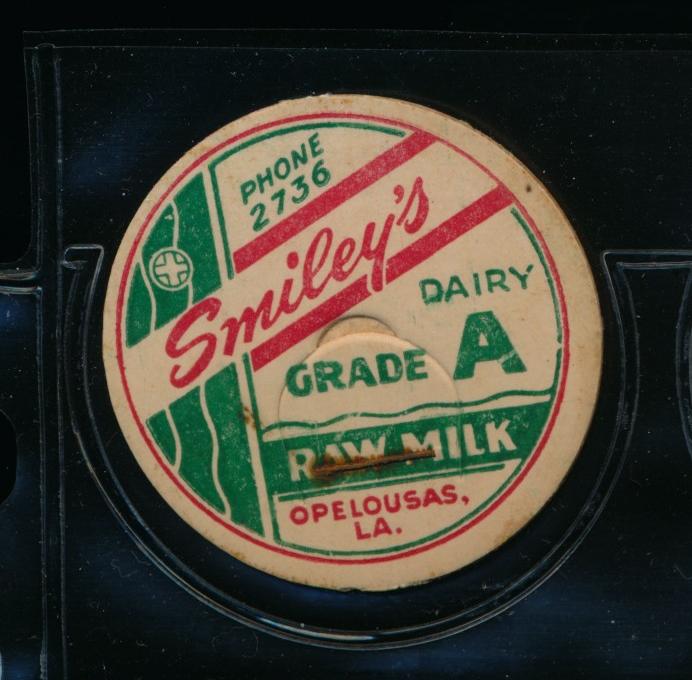 PHONE
2736
Smiley's
DAIRY
GRADE A
RAW MILK
OPELOUSAS,
LA.